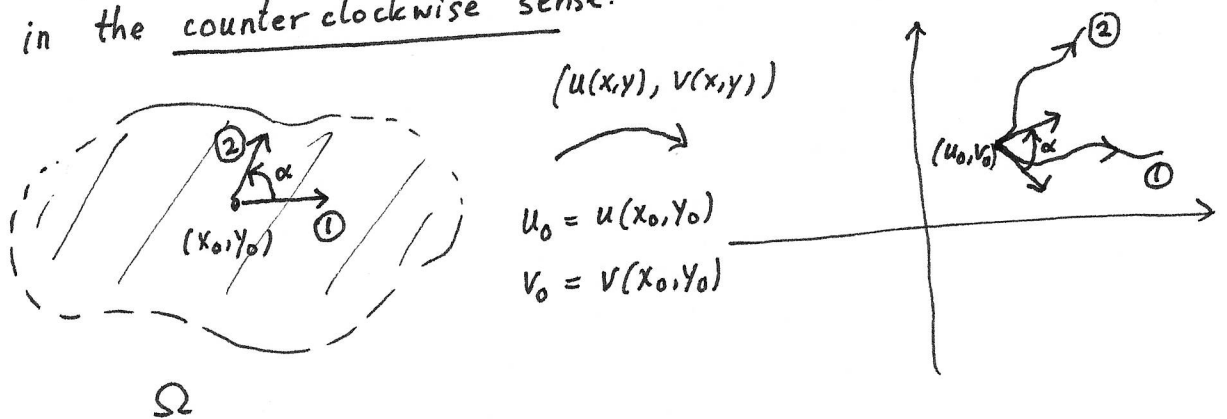 in the counterclockwise sense.
(u(x,y), v(x,y))
②
②
α
①
(x₀,y₀)
u₀ = u(x₀,y₀)
v₀ = v(x₀,y₀)
(u₀,v₀)
α
①
Ω